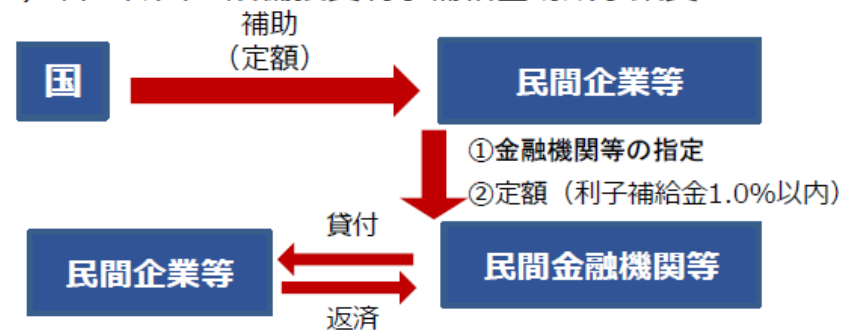 補助
（定額）
国
民間企業等
①金融機関等の指定
②定額（利子補給金1.0%以内）
貸付
民間企業等
民間金融機関等
返済